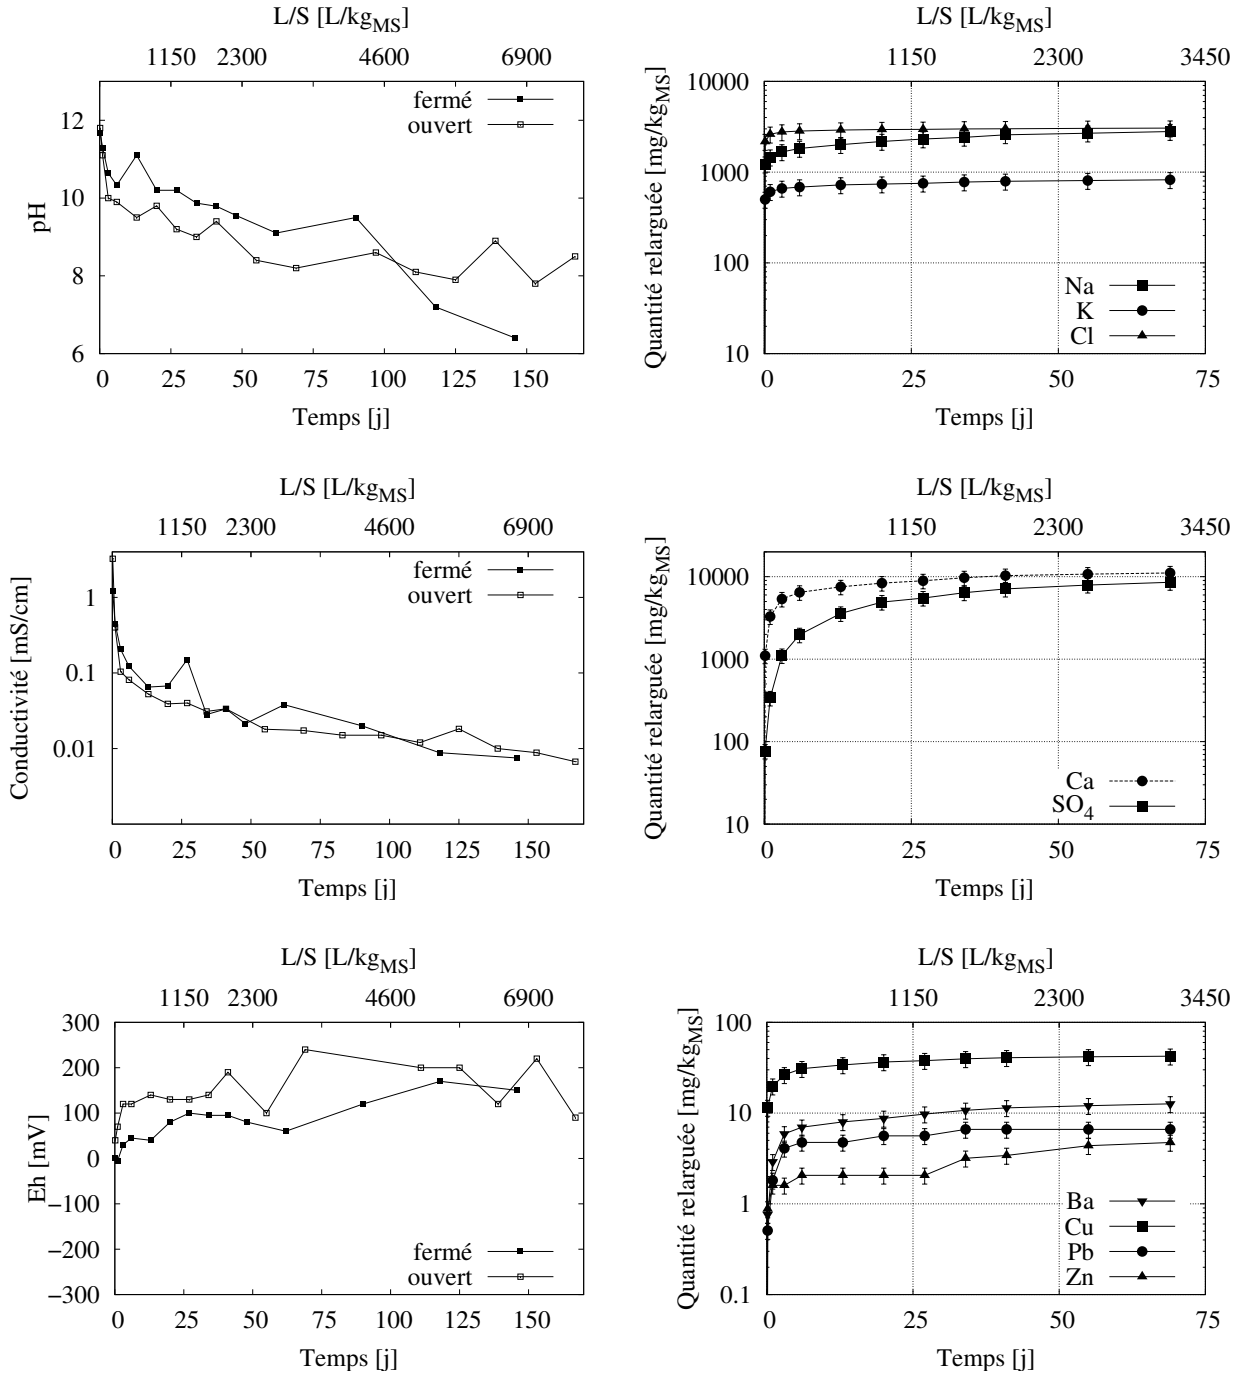 L/S [L/kgMS]
1150 2300 4600 6900
12
10
8
6
pH
fermé
ouvert
0 25 50 75 100 125 150
Temps [j]
L/S [L/kgMS]
1150 2300 3450
10000
1000
100
10
Quantité relarguée [mg/kgMS]
Na
K
Cl
0 25 50 75
Temps [j]
L/S [L/kgMS]
1150 2300 4600 6900
1
0.1
0.01
Conductivité [mS/cm]
fermé
ouvert
0 25 50 75 100 125 150
Temps [j]
L/S [L/kgMS]
1150 2300 3450
10000
1000
100
10
Quantité relarguée [mg/kgMS]
Ca
SO4
0 25 50 75
Temps [j]
L/S [L/kgMS]
1150 2300 4600 6900
300
200
100
0
−100
−200
−300
Eh [mV]
fermé
ouvert
0 25 50 75 100 125 150
Temps [j]
L/S [L/kgMS]
1150 2300 3450
100
10
1
0.1
Quantité relarguée [mg/kgMS]
Ba
Cu
Pb
Zn
0 25 50 75
Temps [j]